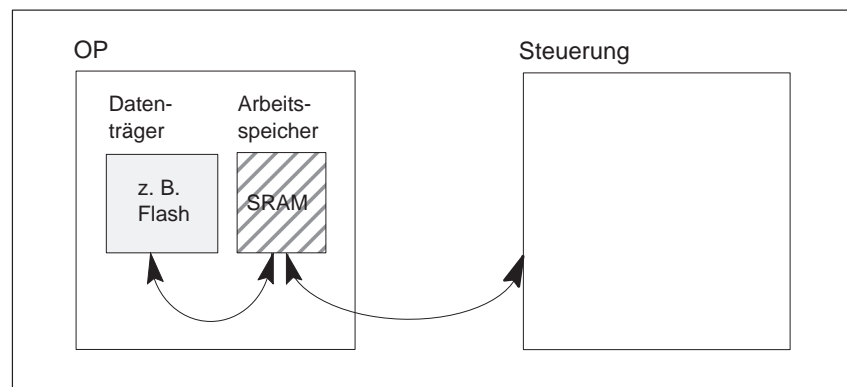 OP
Steuerung
Daten-
träger
Arbeits-
speicher
z. B.
Flash
SRAM